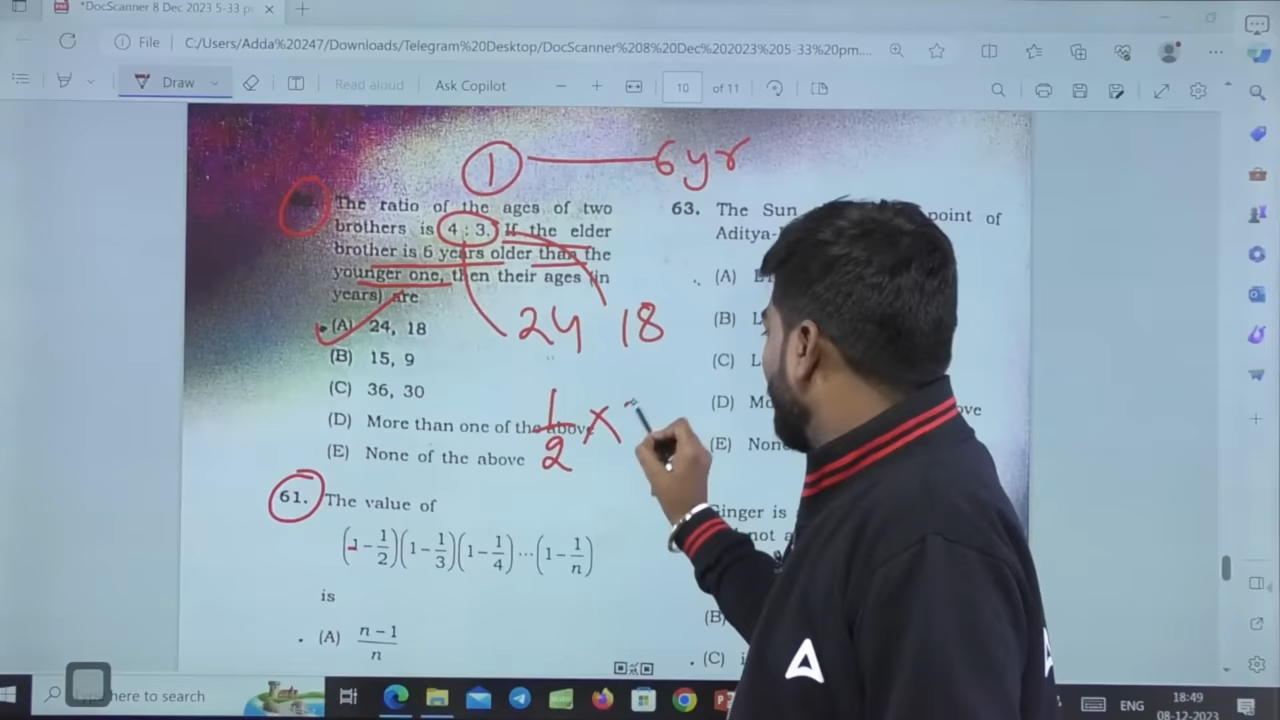 *DocScanner 8 Dec 2023 5-33 p
File
C:/Users/Adda%20247/Downloads/Telegram%20Desktop/DocScanner%208%20Dec%202023%205-33%20pm....
Draw
Read aloud
Ask Copilot
10 of 11
1 6 yr
The ratio of the ages of two
brothers is 4 : 3. If the elder
brother is 6 years older than the
younger one, then their ages (in
years) are
(A) 24, 18
(B) 15, 9
(C) 36, 30
(D) More than one of the above
(E) None of the above
24 18
1/2 ×
61. The value of
(1 - 1/2)(1 - 1/3)(1 - 1/4)...(1 - 1/n)
is
(A) n - 1/n
63. The Sun point of
Aditya-
(A)
(B) L
(C) L
(D) Mo ove
(E) None
Ginger is
not a
(B)
(C) i
here to search
ENG
18:49
08-12-2023